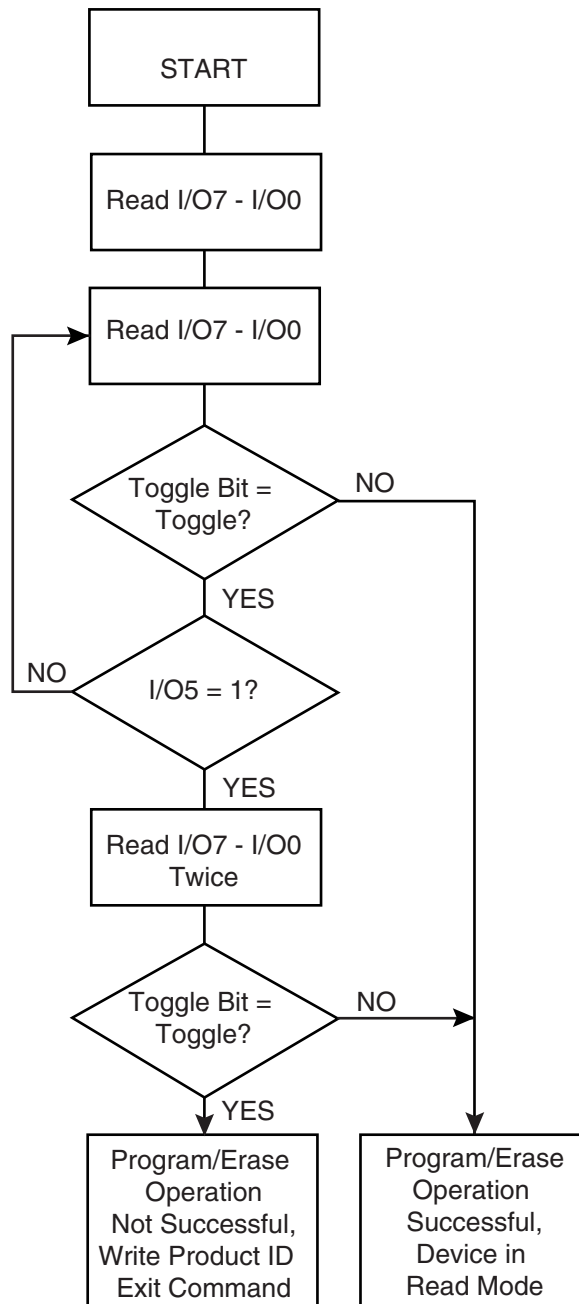 START
Read I/O7 - I/O0
Read I/O7 - I/O0
Toggle Bit =
Toggle?
NO
YES
NO
I/O5 = 1?
YES
Read I/O7 - I/O0
Twice
Toggle Bit =
Toggle?
NO
YES
Program/Erase
Operation
Not Successful,
Write Product ID
Exit Command
Program/Erase
Operation
Successful,
Device in
Read Mode